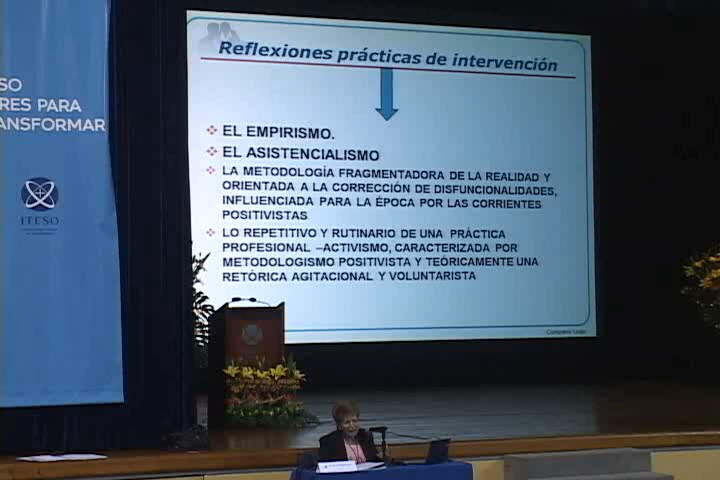 SO
RES PARA
ANSFORMAR
ITESO
Reflexiones prácticas de intervención
EL EMPIRISMO.
EL ASISTENCIALISMO
LA METODOLOGÍA FRAGMENTADORA DE LA REALIDAD Y
ORIENTADA A LA CORRECCIÓN DE DISFUNCIONALIDADES,
INFLUENCIADA PARA LA ÉPOCA POR LAS CORRIENTES
POSITIVISTAS
LO REPETITIVO Y RUTINARIO DE UNA PRÁCTICA
PROFESIONAL –ACTIVISMO, CARACTERIZADA POR
METODOLOGISMO POSITIVISTA Y TEÓRICAMENTE UNA
RETÓRICA AGITACIONAL Y VOLUNTARISTA
Company Logo